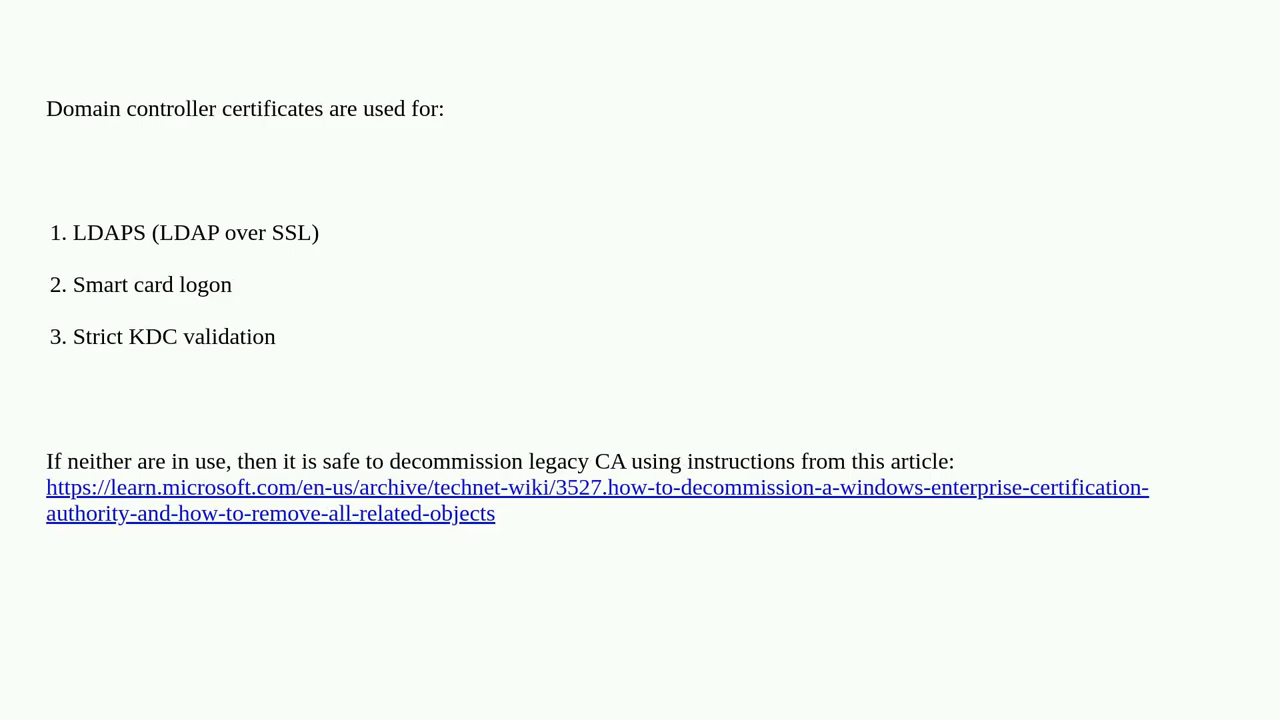 Domain controller certificates are used for:
1. LDAPS (LDAP over SSL)
2. Smart card logon
3. Strict KDC validation
If neither are in use, then it is safe to decommission legacy CA using instructions from this article:
https://learn.microsoft.com/en-us/archive/technet-wiki/3527.how-to-decommission-a-windows-enterprise-certification-
authority-and-how-to-remove-all-related-objects